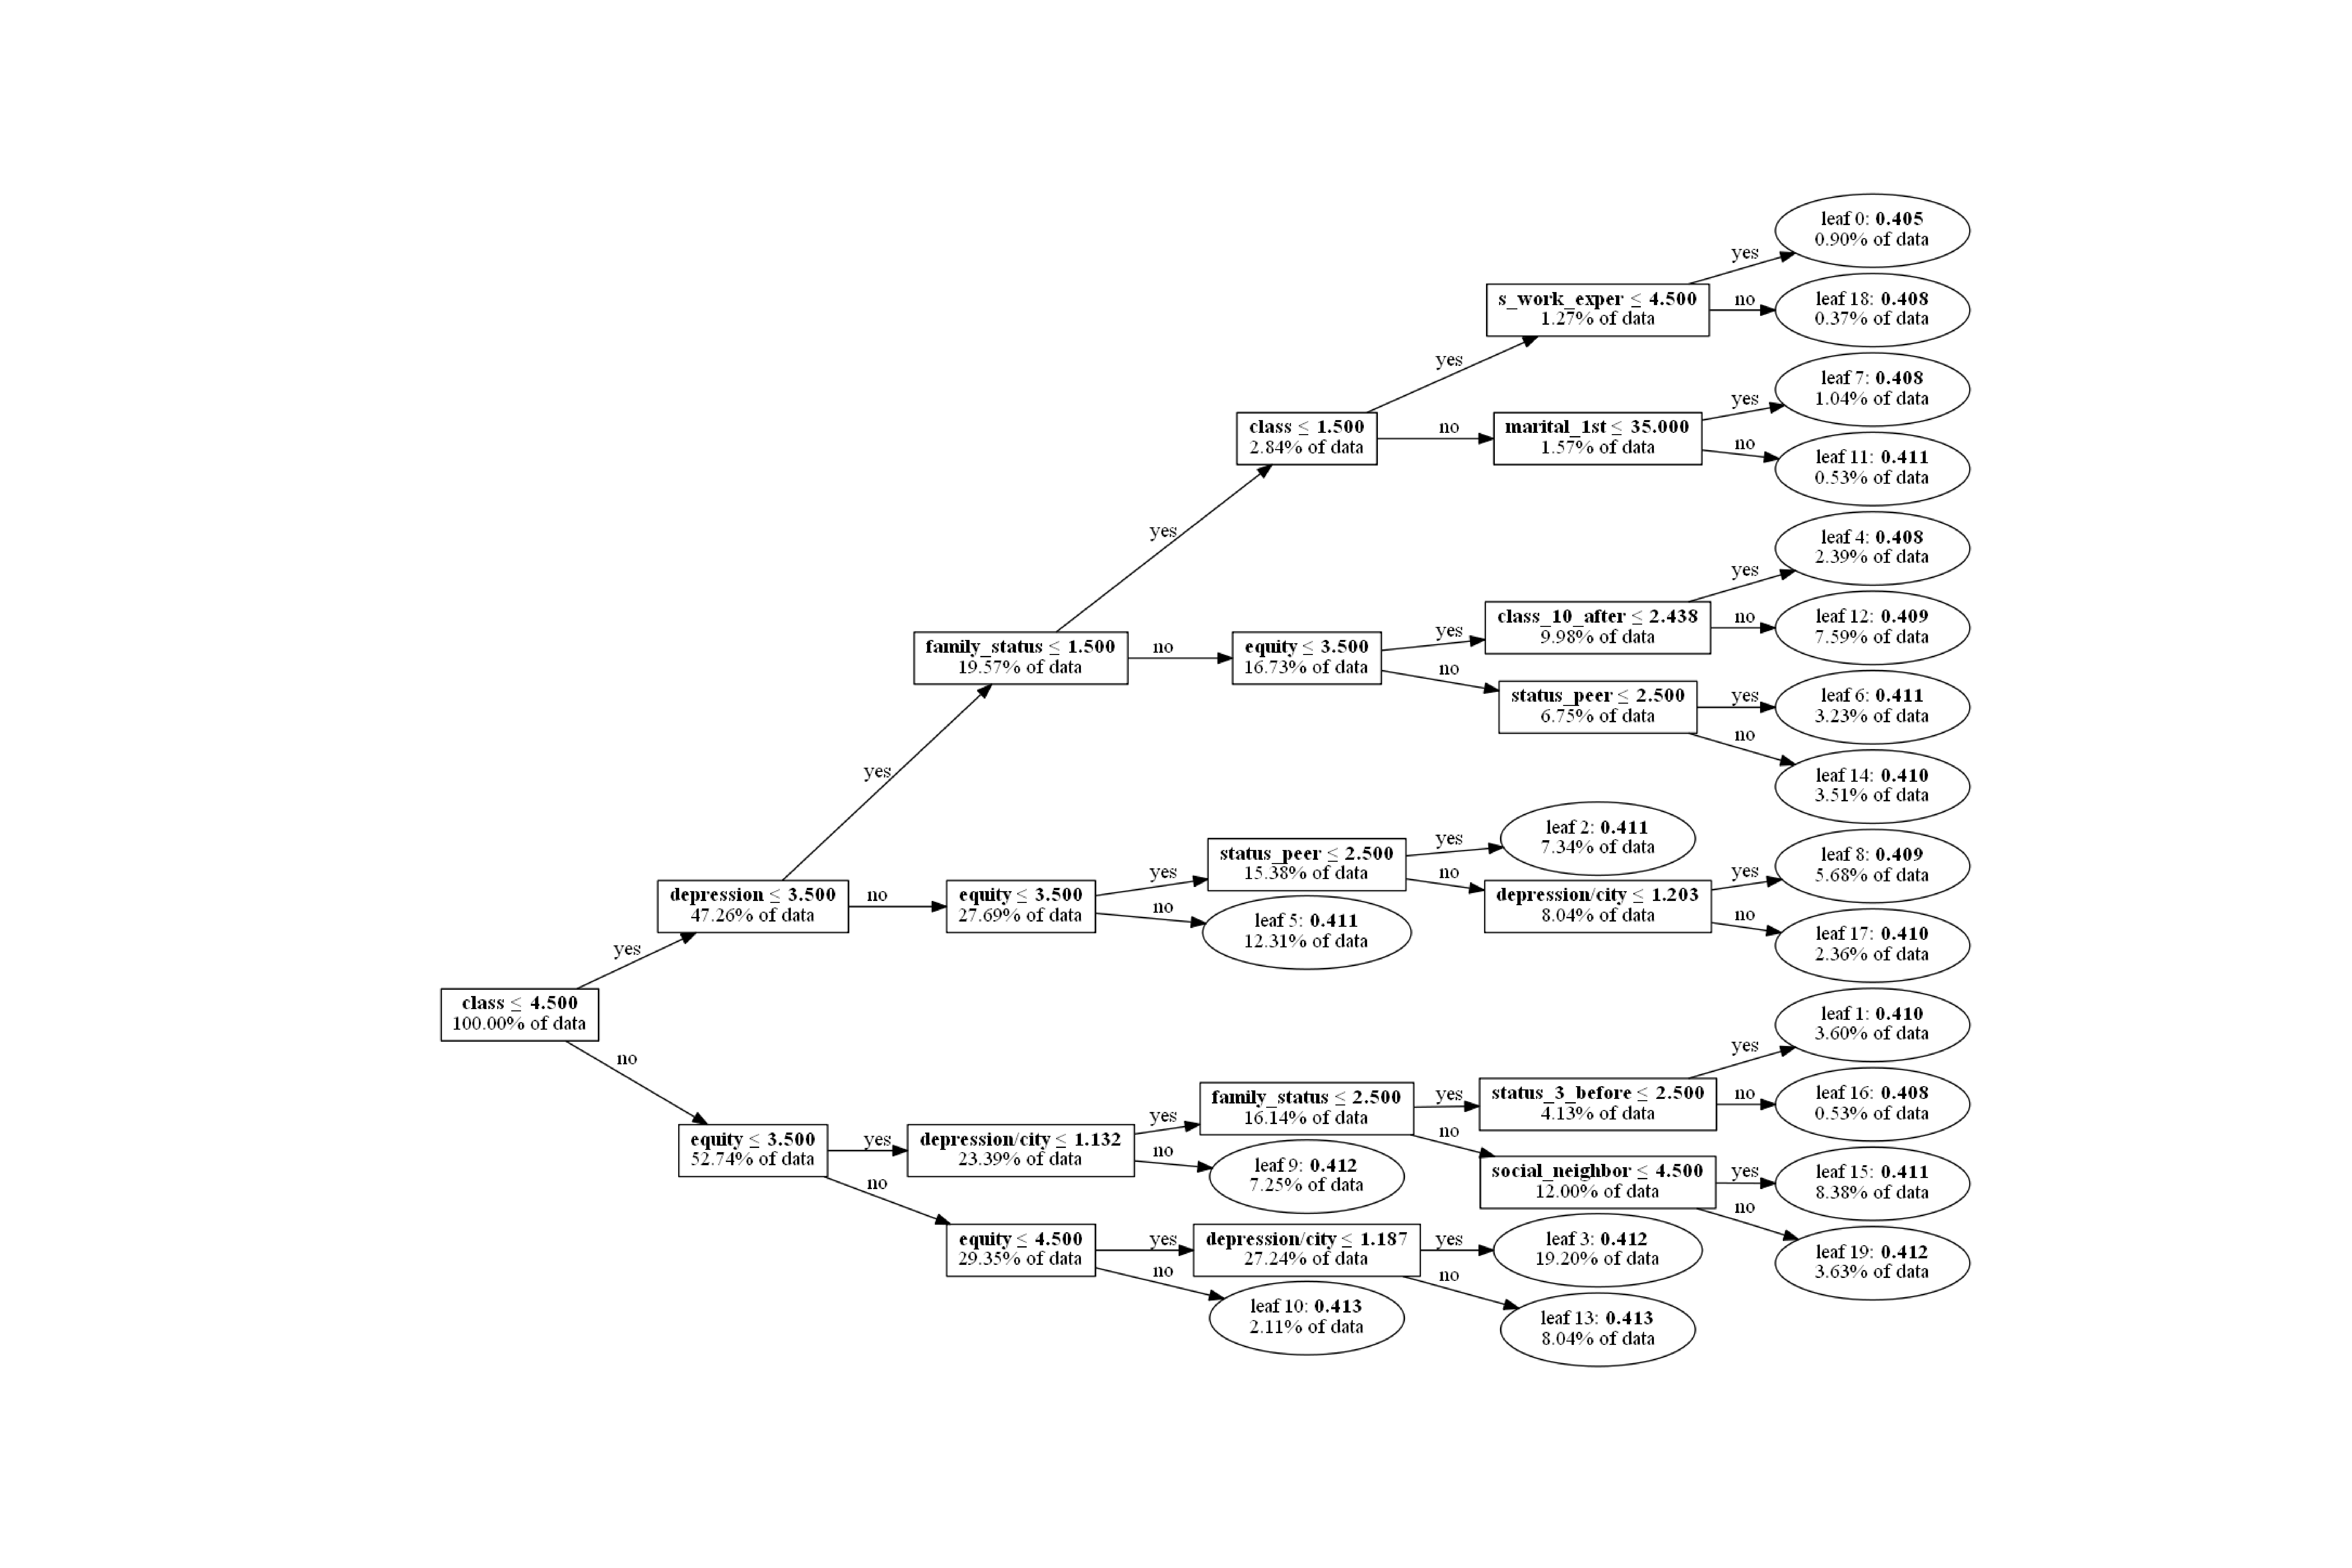 leaf 0: 0.405
0.90% of data
yes
s_work_exper ≤ 4.500
1.27% of data
no
leaf 18: 0.408
0.37% of data
yes
leaf 7: 0.408
1.04% of data
yes
class ≤ 1.500
2.84% of data
no
marital_1st ≤ 35.000
1.57% of data
no
leaf 11: 0.411
0.53% of data
yes
leaf 4: 0.408
2.39% of data
yes
class_10_after ≤ 2.438
9.98% of data
no
leaf 12: 0.409
7.59% of data
yes
family_status ≤ 1.500
19.57% of data
no
equity ≤ 3.500
16.73% of data
no
status_peer ≤ 2.500
6.75% of data
yes
leaf 6: 0.411
3.23% of data
no
leaf 14: 0.410
3.51% of data
yes
leaf 2: 0.411
7.34% of data
yes
status_peer ≤ 2.500
15.38% of data
yes
leaf 8: 0.409
5.68% of data
yes
no
depression ≤ 3.500
47.26% of data
no
equity ≤ 3.500
27.69% of data
no
leaf 5: 0.411
12.31% of data
depression/city ≤ 1.203
8.04% of data
no
leaf 17: 0.410
2.36% of data
yes
class ≤ 4.500
100.00% of data
no
leaf 1: 0.410
3.60% of data
yes
status_3_before ≤ 2.500
4.13% of data
no
leaf 16: 0.408
0.53% of data
yes
family_status ≤ 2.500
16.14% of data
yes
equity ≤ 3.500
52.74% of data
yes
depression/city ≤ 1.132
23.39% of data
no
leaf 9: 0.412
7.25% of data
no
social_neighbor ≤ 4.500
12.00% of data
yes
leaf 15: 0.411
8.38% of data
no
leaf 19: 0.412
3.63% of data
no
equity ≤ 4.500
29.35% of data
yes
depression/city ≤ 1.187
27.24% of data
yes
leaf 3: 0.412
19.20% of data
no
leaf 10: 0.413
2.11% of data
no
leaf 13: 0.413
8.04% of data